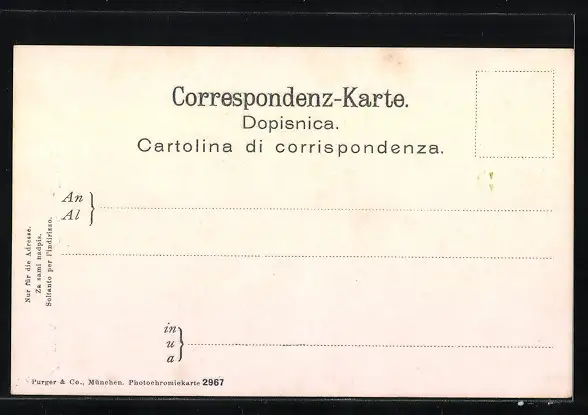 Correspondenz-Karte.
Dopisnica.
Cartolina di corrispondenza.
An
Al
in
u
a
Nur für die Adresse.
Za sami nadpis.
Soltanto per l'indirizzo.
Purger & Co., München. Photochromiekarte 2967